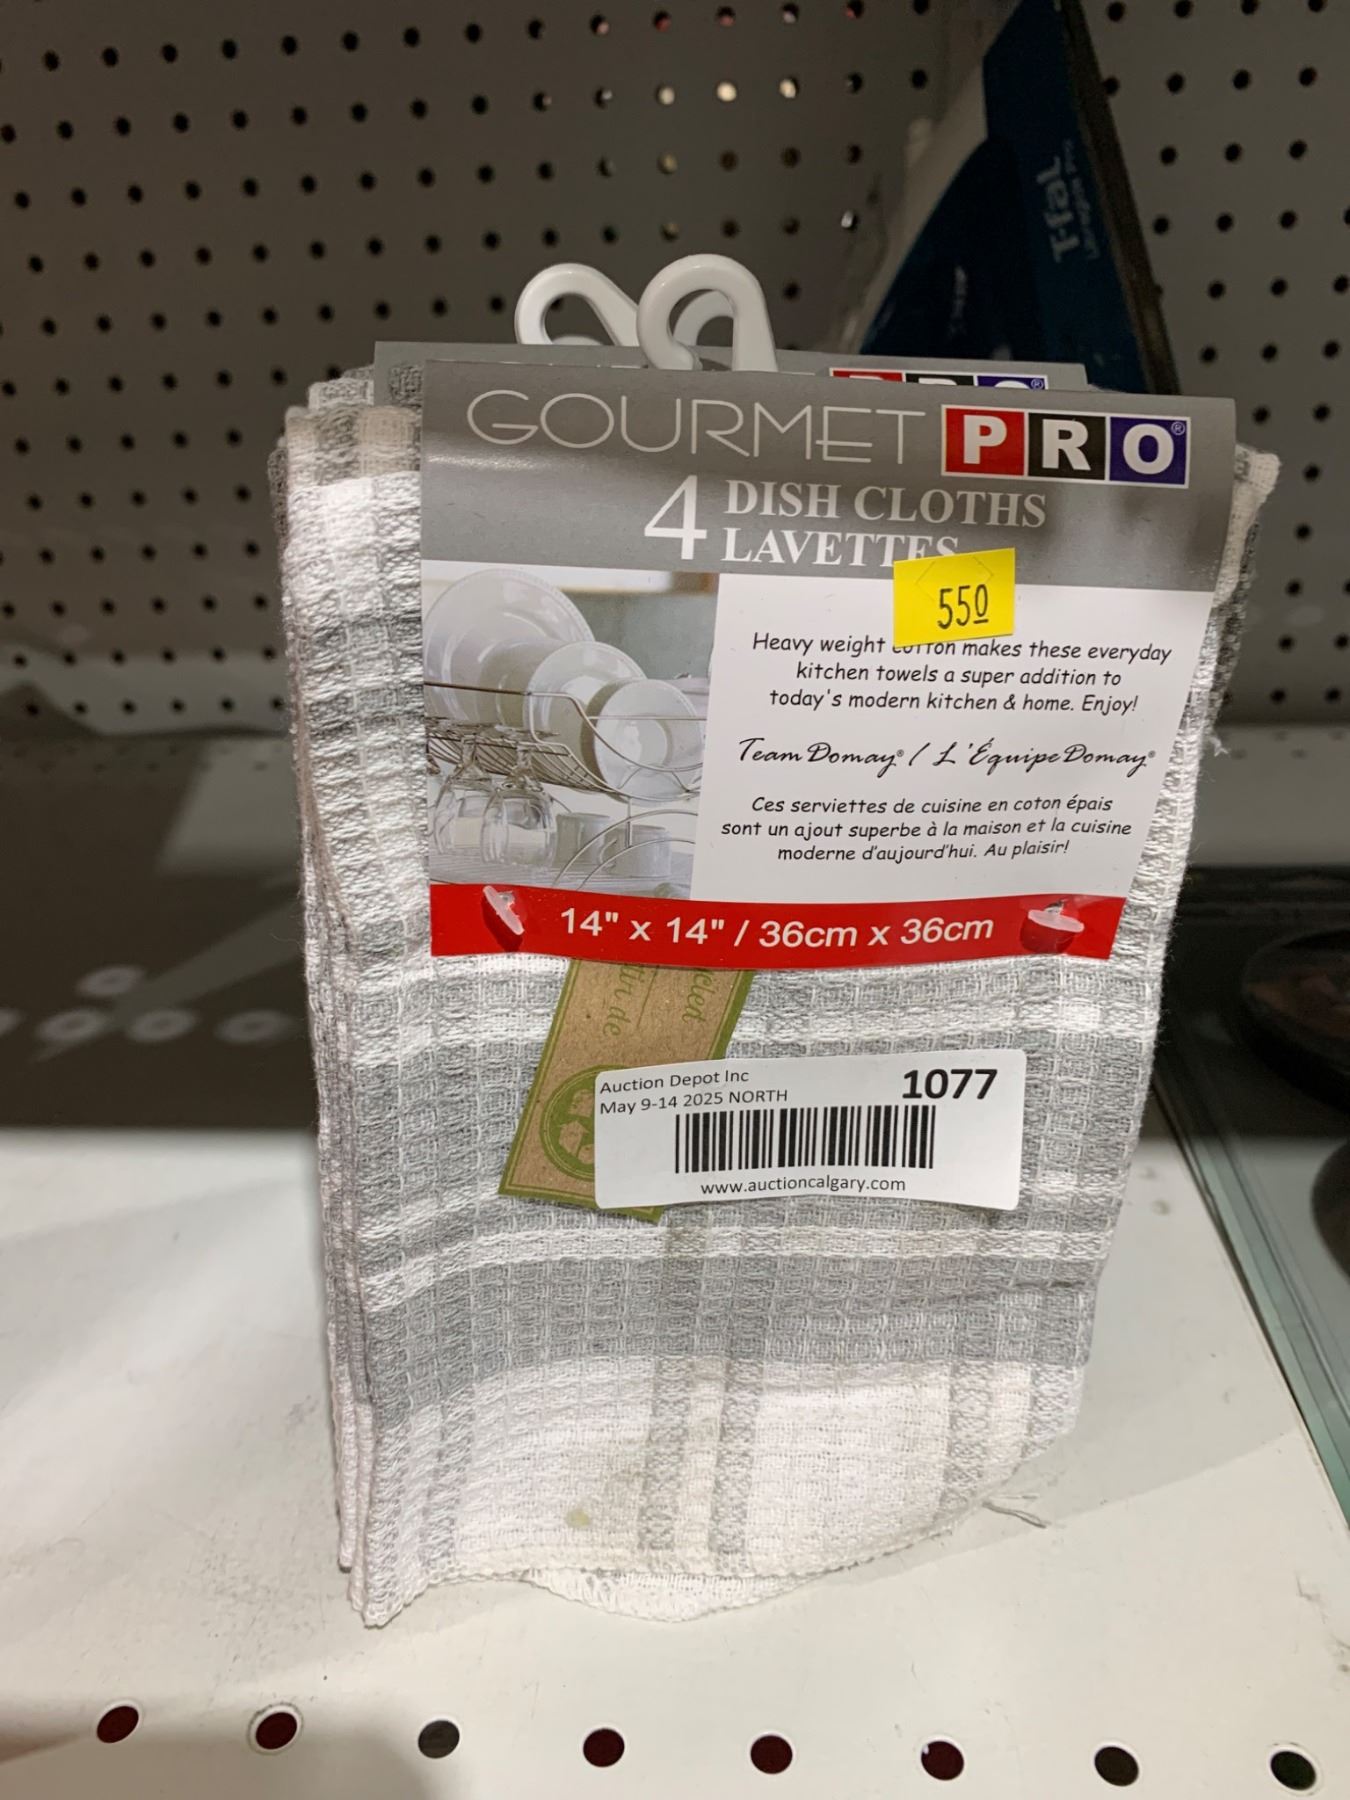 T-fal
PRO®
GOURMET PRO®
4 DISH CLOTHS
LAVETTES
550
Heavy weight cotton makes these everyday
kitchen towels a super addition to
today's modern kitchen & home. Enjoy!
Team Domay® / L'Équipe Domay®
Ces serviettes de cuisine en coton épais
sont un ajout superbe à la maison et la cuisine
moderne d'aujourd'hui. Au plaisir!
14" x 14" / 36cm x 36cm
Auction Depot Inc
May 9-14 2025 NORTH
1077
www.auctioncalgary.com